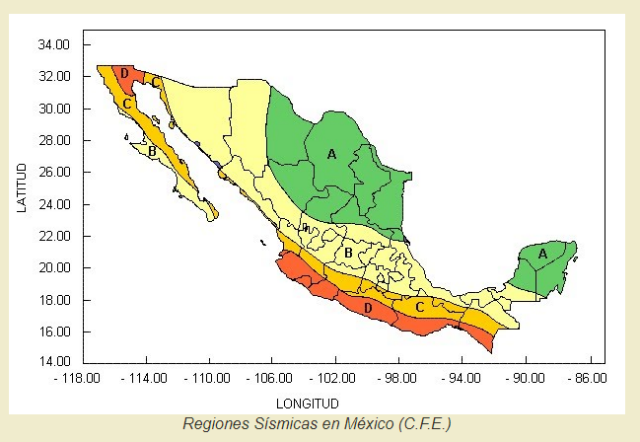 34.00
32.00
30.00
28.00
26.00
24.00
22.00
20.00
18.00
16.00
14.00
LATITUD
D
C
C
B
A
A
B
D
C
- 118.00 - 114.00 - 110.00 - 106.00 - 102.00 - 98.00 - 94.00 - 90.00 - 86.00
LONGITUD
Regiones Sísmicas en México (C.F.E.)